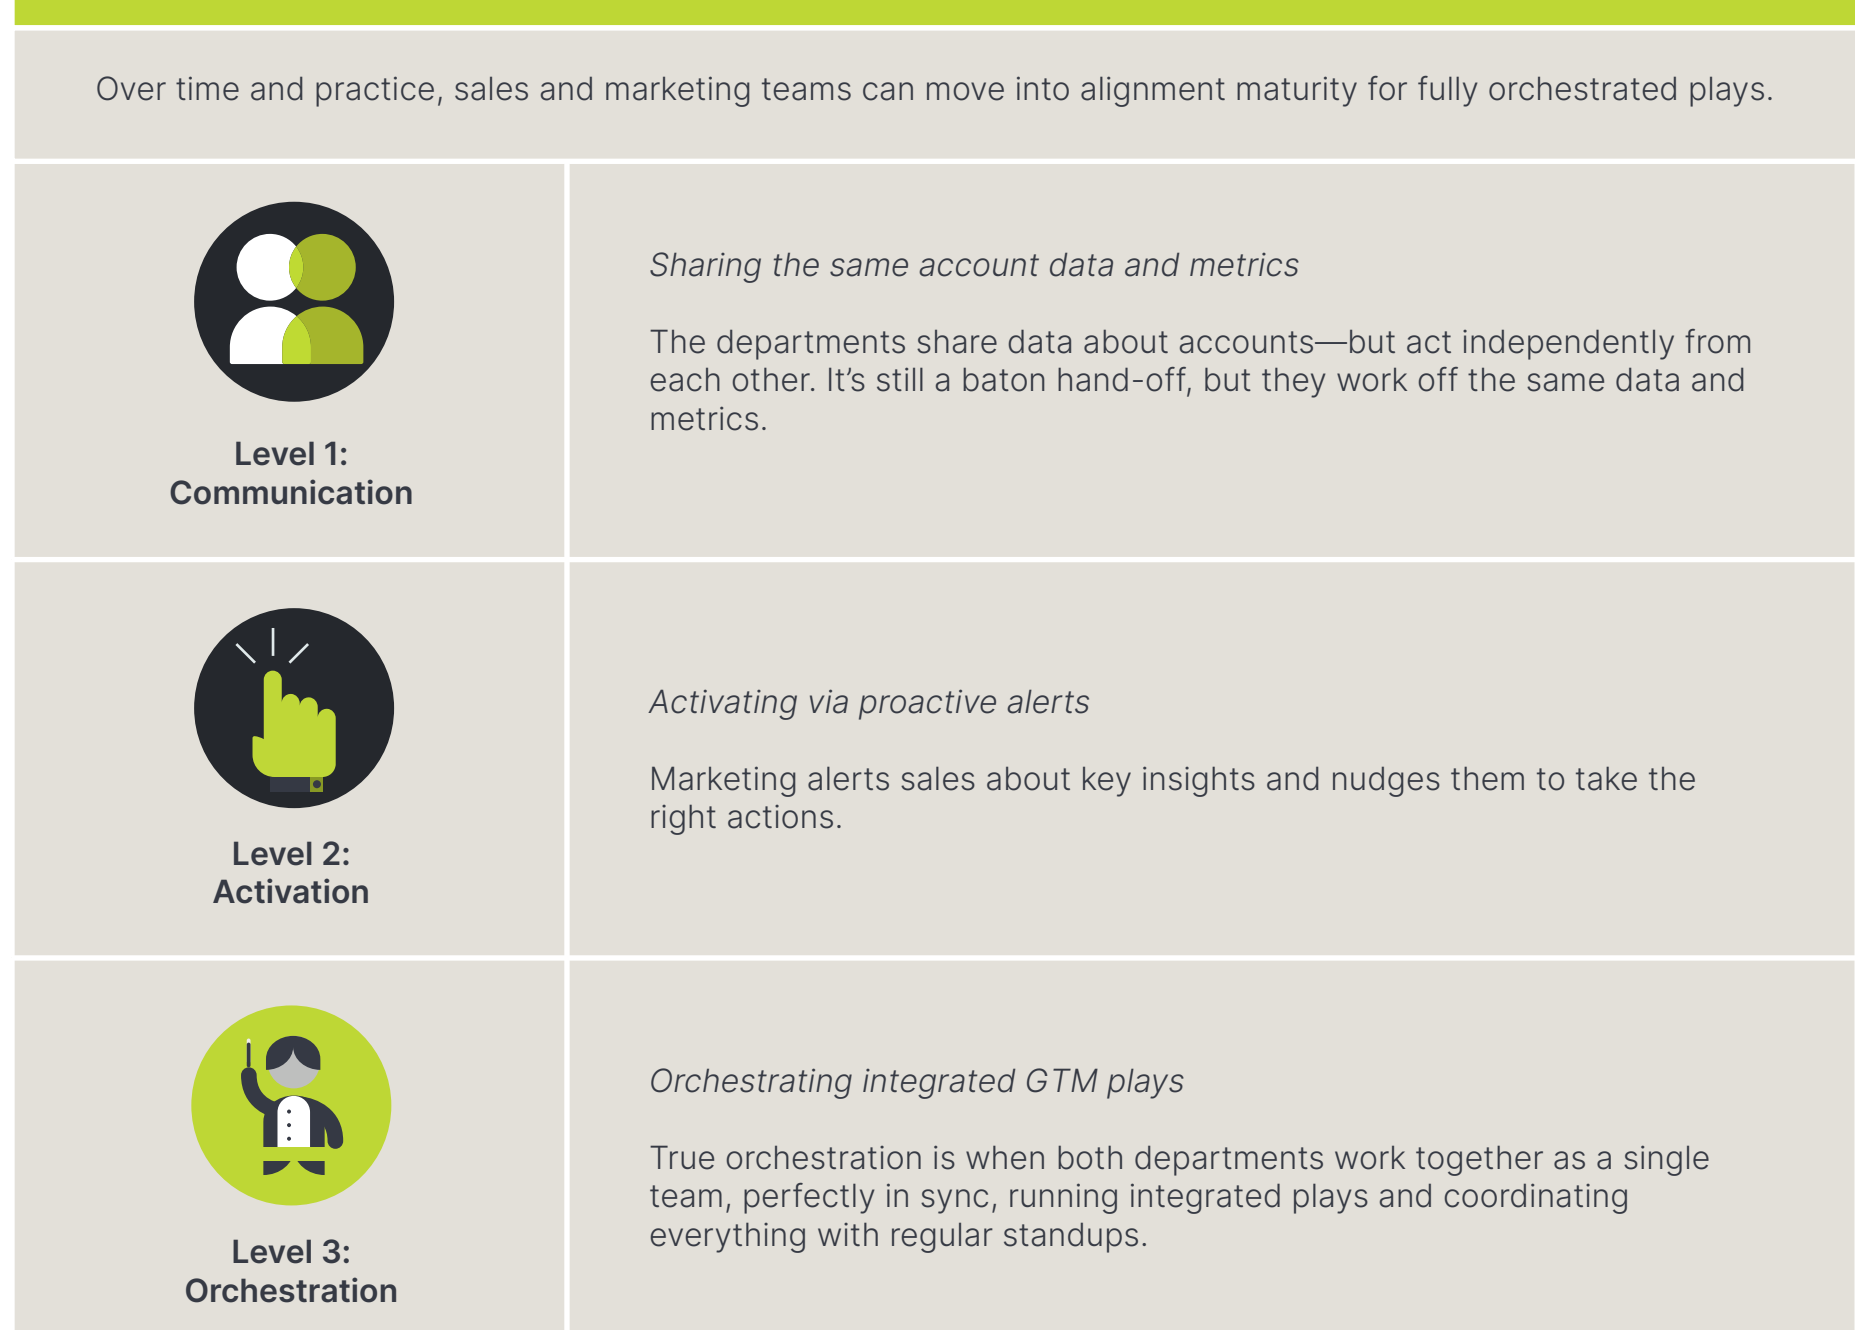 Over time and practice, sales and marketing teams can move into alignment maturity for fully orchestrated plays.
Level 1:
Communication
Sharing the same account data and metrics
The departments share data about accounts—but act independently from
each other. It’s still a baton hand-off, but they work off the same data and
metrics.
Level 2:
Activation
Activating via proactive alerts
Marketing alerts sales about key insights and nudges them to take the
right actions.
Level 3:
Orchestration
Orchestrating integrated GTM plays
True orchestration is when both departments work together as a single
team, perfectly in sync, running integrated plays and coordinating
everything with regular standups.